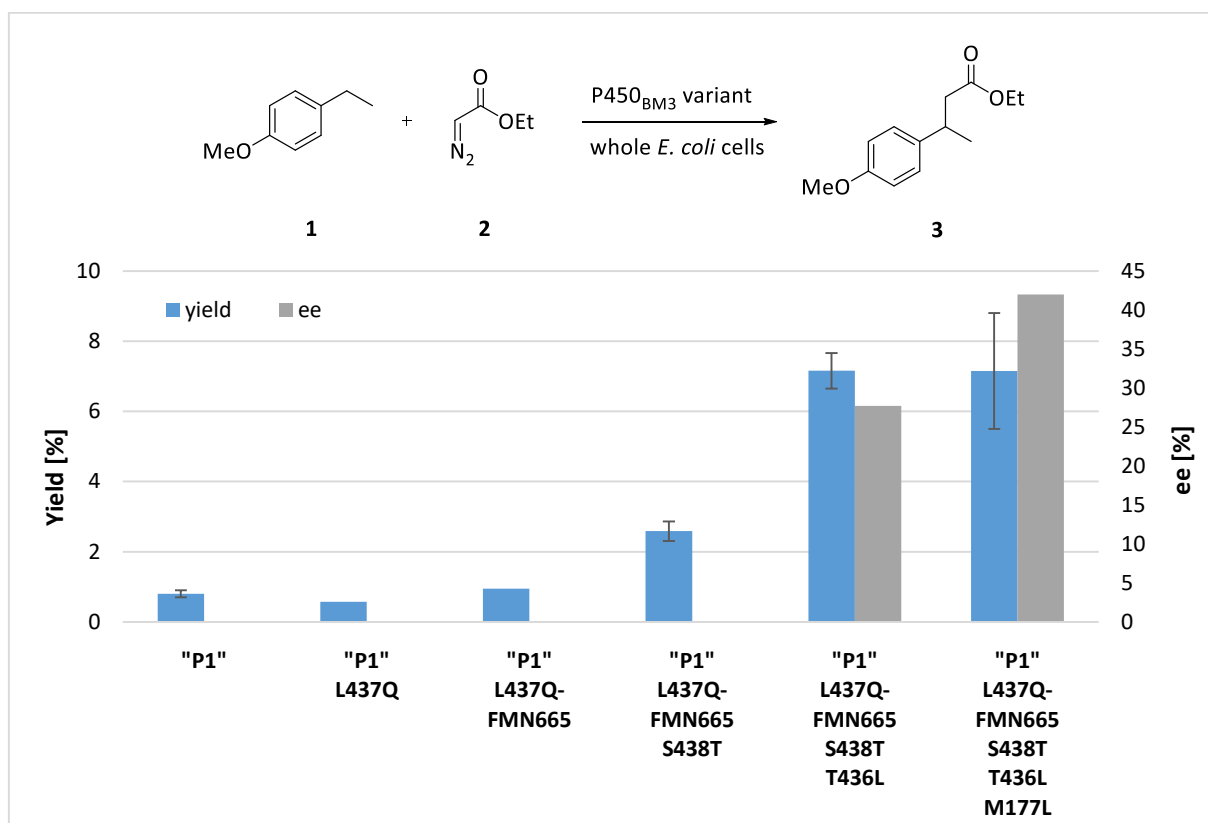 O
OEt
N2
MeO
+
P450BM3 variant
whole E. coli cells
O
OEt
MeO
1
2
3
yield
ee
Yield [%]
10
8
6
4
2
0
45
40
35
30
25
20
15
10
5
0
ee [%]
"P1"
"P1"
L437Q
"P1"
L437Q-
FMN665
"P1"
L437Q-
FMN665
S438T
"P1"
L437Q-
FMN665
S438T
T436L
"P1"
L437Q-
FMN665
S438T
T436L
M177L